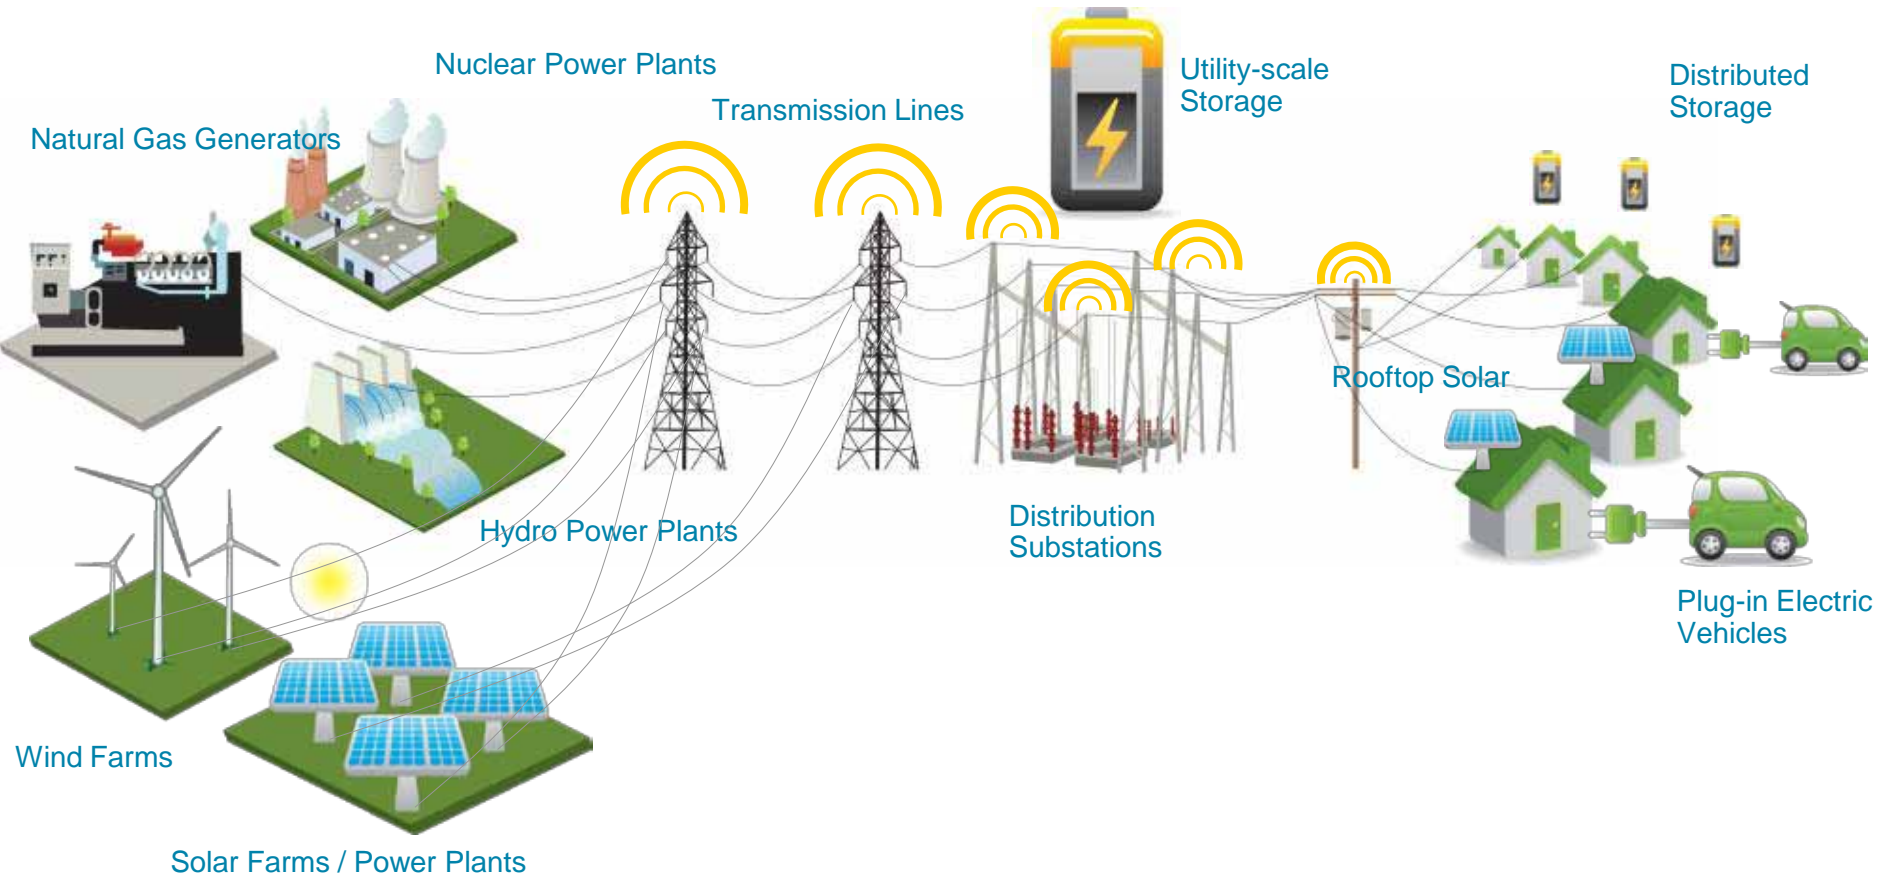 Nuclear Power Plants
Utility-scale
Storage
Distributed
Storage
Transmission Lines
Natural Gas Generators
Rooftop Solar
Hydro Power Plants
Distribution
Substations
Plug-in Electric
Vehicles
Wind Farms
Solar Farms / Power Plants